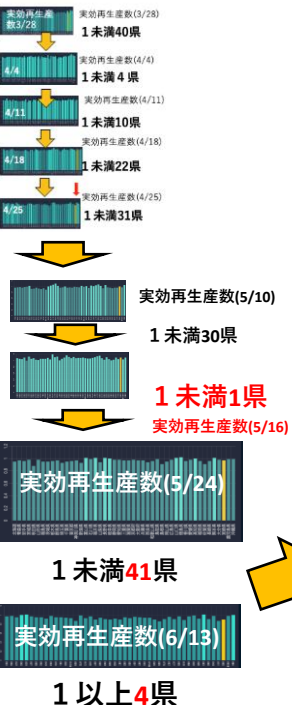 実効再生産数3/28
実効再生産数(3/28)
1未満40県
4/4
実効再生産数(4/4)
1未満4県
4/11
実効再生産数(4/11)
1未満10県
4/18
実効再生産数(4/18)
1未満22県
4/25
実効再生産数(4/25)
1未満31県
実効再生産数(5/10)
1未満30県
1未満1県
実効再生産数(5/16)
実効再生産数(5/24)
1未満41県
実効再生産数(6/13)
1以上4県